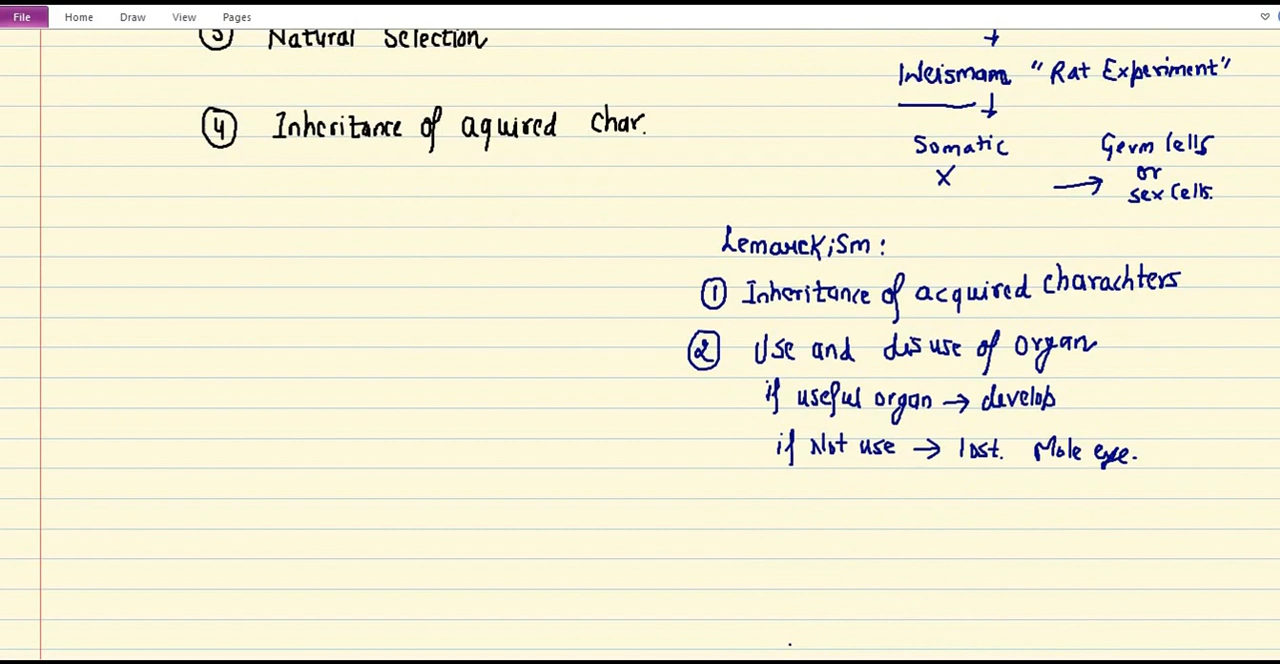 File Home Draw View Pages
③ Natural Selection
Weismann "Rat Experiment"
④ Inheritance of aquired char.
Somatic Germ Cells
X → or
sex Cells.
Lemarckism:
① Inheritance of acquired charachters
② Use and disuse of organ
if useful organ → develop
if Not use → lost. Mole eye.